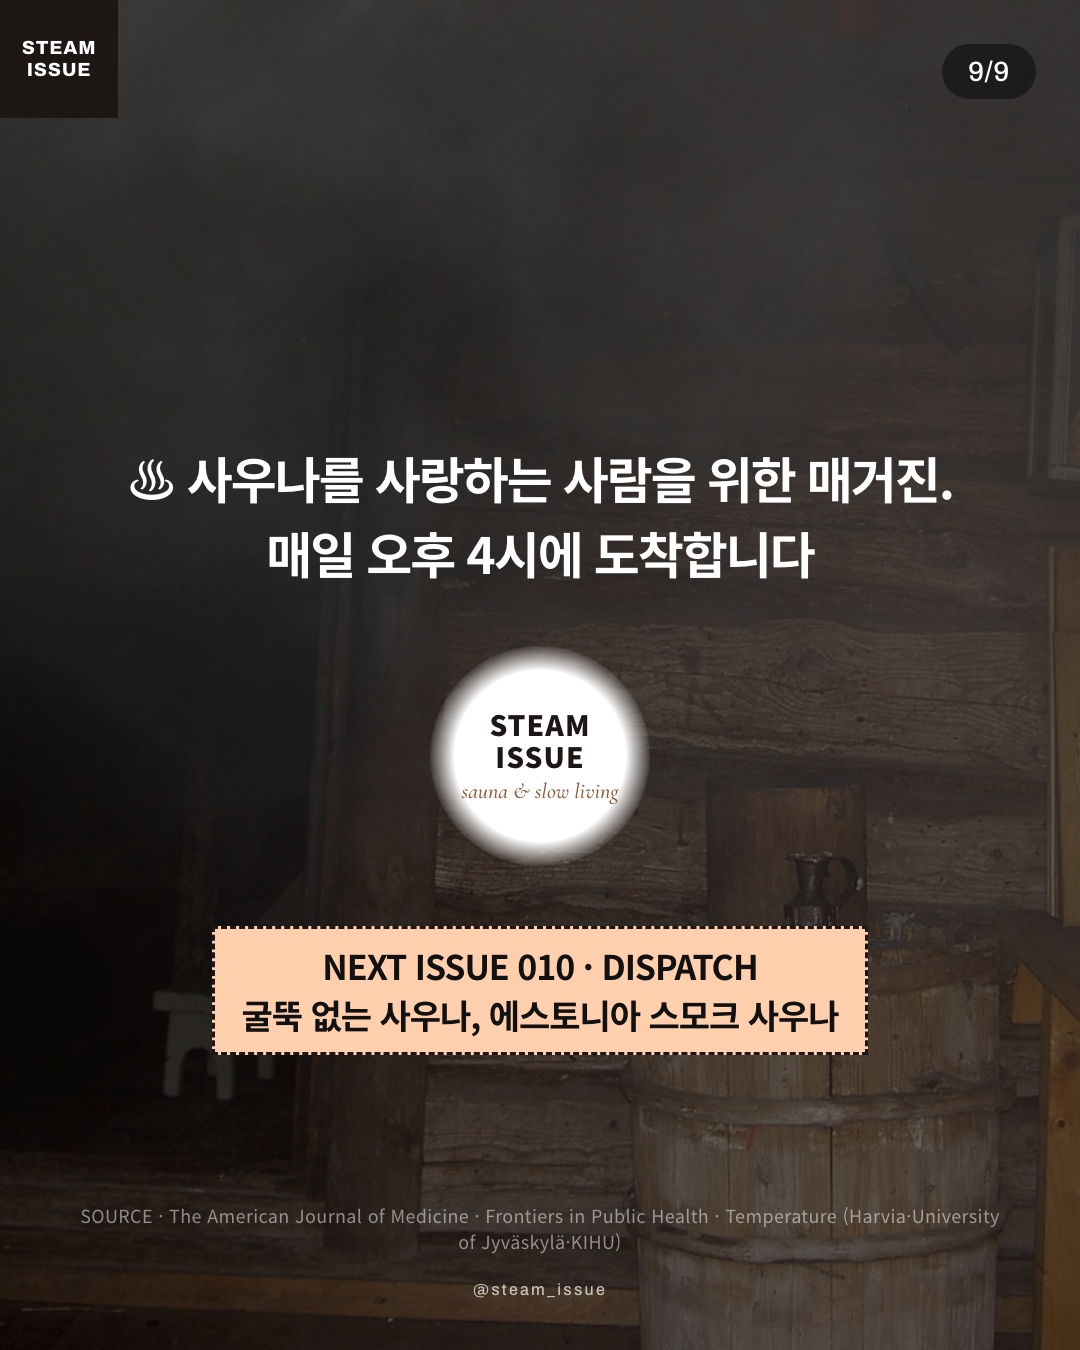 STEAM
ISSUE
9/9
♨ 사우나를 사랑하는 사람을 위한 매거진.
매일 오후 4시에 도착합니다
STEAM
ISSUE
sauna & slow living
NEXT ISSUE 010 · DISPATCH
굴뚝 없는 사우나, 에스토니아 스모크 사우나
SOURCE · The American Journal of Medicine · Frontiers in Public Health · Temperature (Harvia·University
of Jyväskylä·KIHU)
@steam_issue